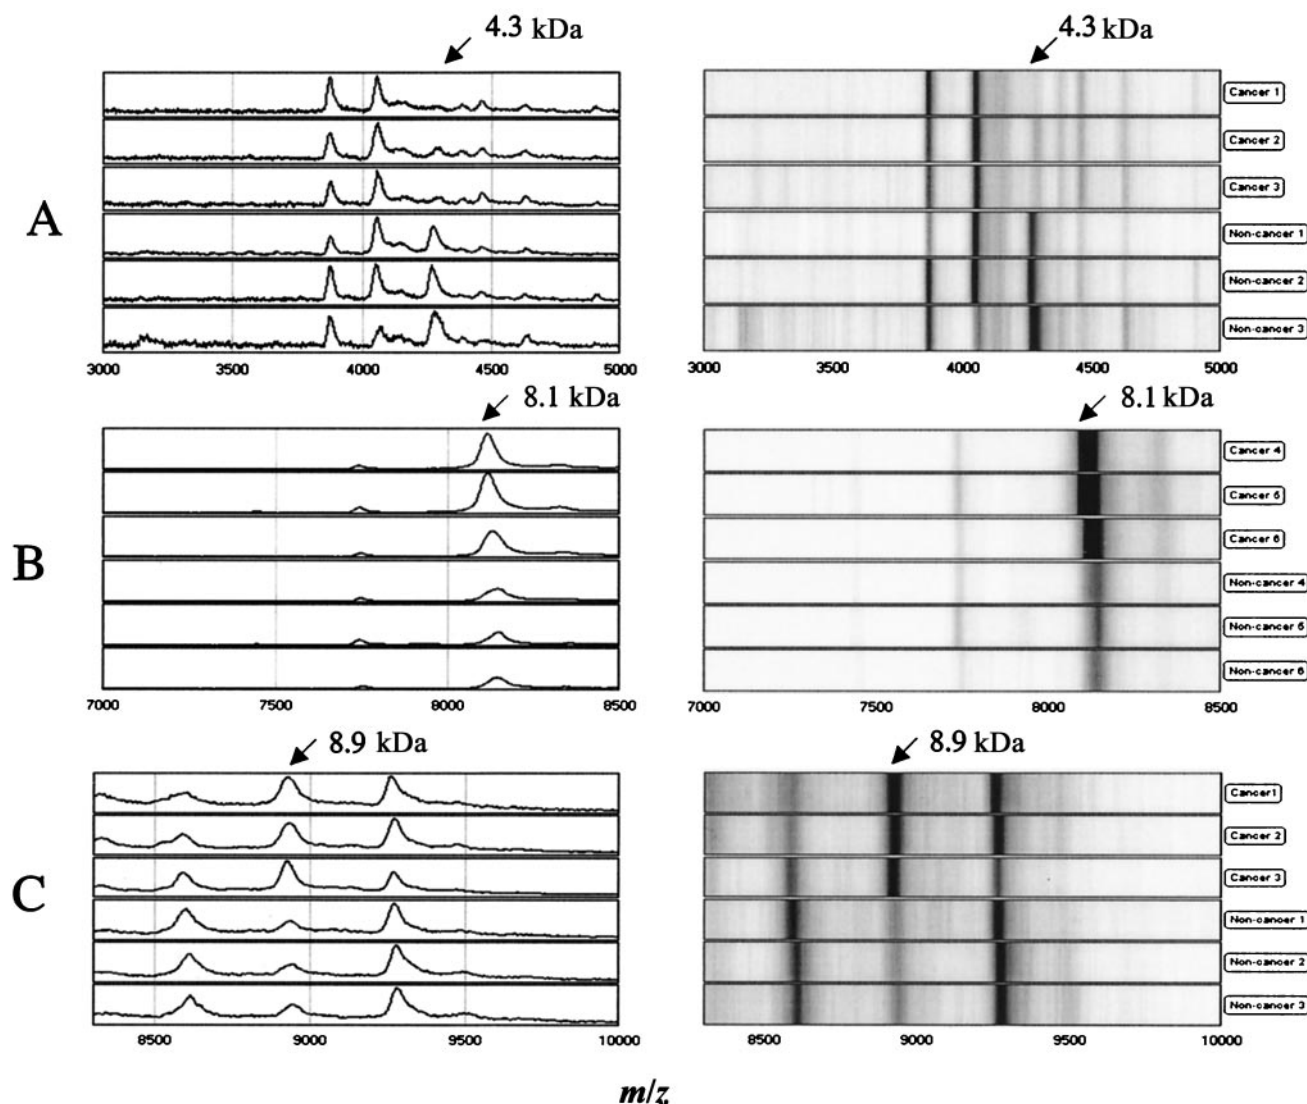 4.3 kDa
4.3 kDa
A
Cancer 1
Cancer 2
Cancer 3
Non-cancer 1
Non-cancer 2
Non-cancer 3
3000 3500 4000 4500 5000
3000 3500 4000 4500 5000
8.1 kDa
8.1 kDa
B
Cancer 4
Cancer 5
Cancer 6
Non-cancer 4
Non-cancer 5
Non-cancer 6
7000 7500 8000 8500
7000 7500 8000 8500
8.9 kDa
8.9 kDa
C
Cancer1
Cancer 2
Cancer 3
Non-cancer 1
Non-cancer 2
Non-cancer 3
8500 9000 9500 10000
8500 9000 9500 10000
m/z